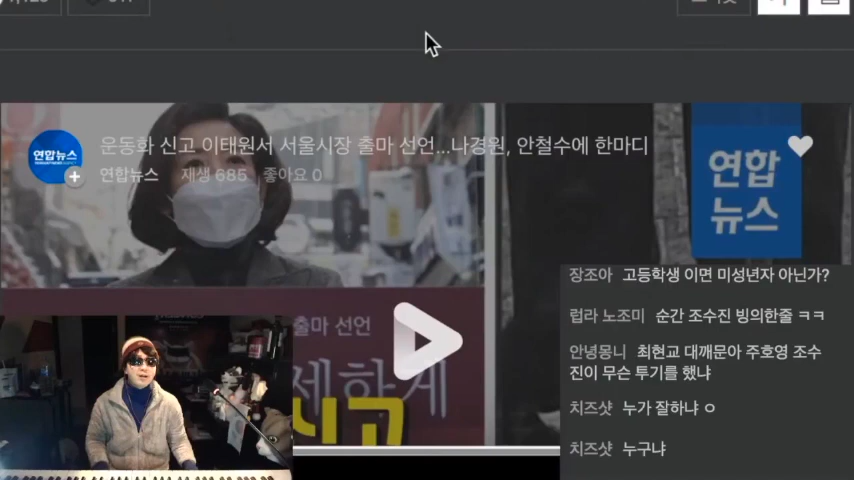 운동화 신고 이태원서 서울시장 출마 선언...나경원, 안철수에 한마디
연합뉴스
연합뉴스 재생 685 좋아요 0
연합
뉴스
출마 선언
세하게
신고
장조아 고등학생 이면 미성년자 아닌가?
럽라 노조미 순간 조수진 빙의한줄 ㅋㅋ
안녕몽니 최현교 대깨문아 주호영 조수
진이 무슨 투기를 했냐
치즈샷 누가 잘하냐 ㅇ
치즈샷 누구냐